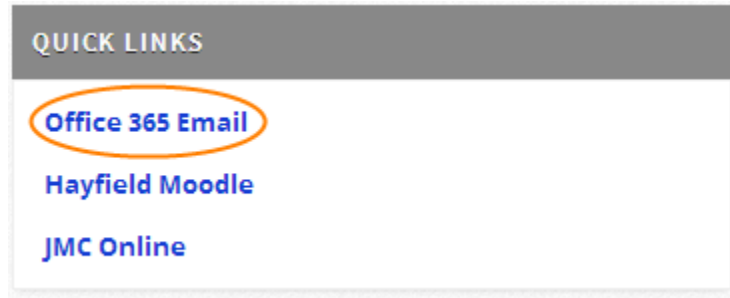 QUICK LINKS
Office 365 Email
Hayfield Moodle
JMC Online